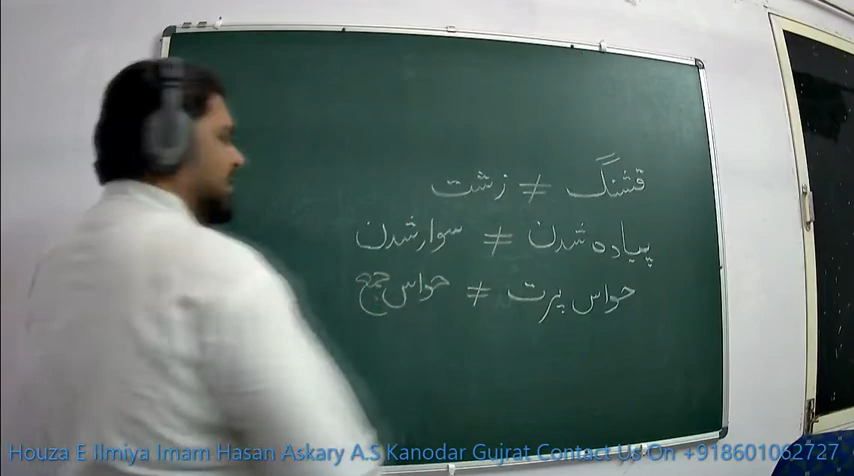 قشنگ ≠ زشت
پیاده شدن ≠ سوار شدن
حواس پرت ≠ حواس جمع
Houza E Ilmiya Imam Hasan Askary A.S Kanodar Gujrat Contact Us On +918601062727